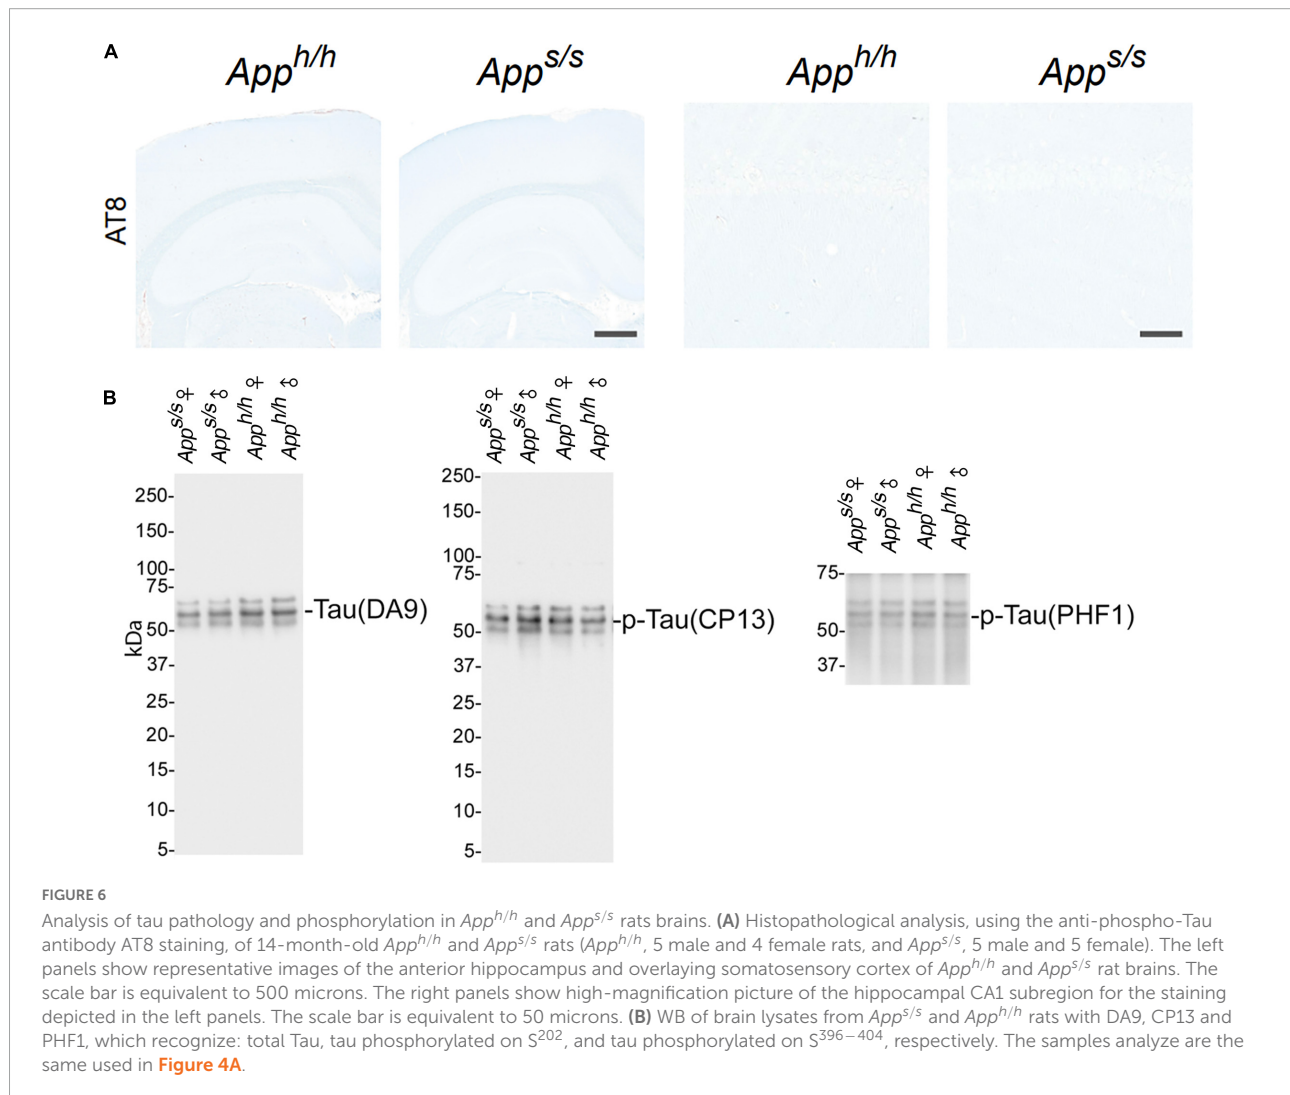 A
App^h/h App^s/s App^h/h App^s/s
AT8
B
App^s/s ♀ App^s/s ♂ App^h/h ♀ App^h/h ♂
kDa
250-
150-
100-
75-
50-
37-
25-
20-
15-
10-
5-
-Tau(DA9)
App^s/s ♀ App^s/s ♂ App^h/h ♀ App^h/h ♂
250-
150-
100-
75-
50-
37-
25-
20-
15-
10-
5-
-p-Tau(CP13)
App^s/s ♀ App^s/s ♂ App^h/h ♀ App^h/h ♂
75-
50-
37-
-p-Tau(PHF1)
FIGURE 6
Analysis of tau pathology and phosphorylation in App^h/h and App^s/s rats brains. (A) Histopathological analysis, using the anti-phospho-Tau
antibody AT8 staining, of 14-month-old App^h/h and App^s/s rats (App^h/h, 5 male and 4 female rats, and App^s/s, 5 male and 5 female). The left
panels show representative images of the anterior hippocampus and overlaying somatosensory cortex of App^h/h and App^s/s rat brains. The
scale bar is equivalent to 500 microns. The right panels show high-magnification picture of the hippocampal CA1 subregion for the staining
depicted in the left panels. The scale bar is equivalent to 50 microns. (B) WB of brain lysates from App^s/s and App^h/h rats with DA9, CP13 and
PHF1, which recognize: total Tau, tau phosphorylated on S^202, and tau phosphorylated on S^396−404, respectively. The samples analyze are the
same used in Figure 4A.